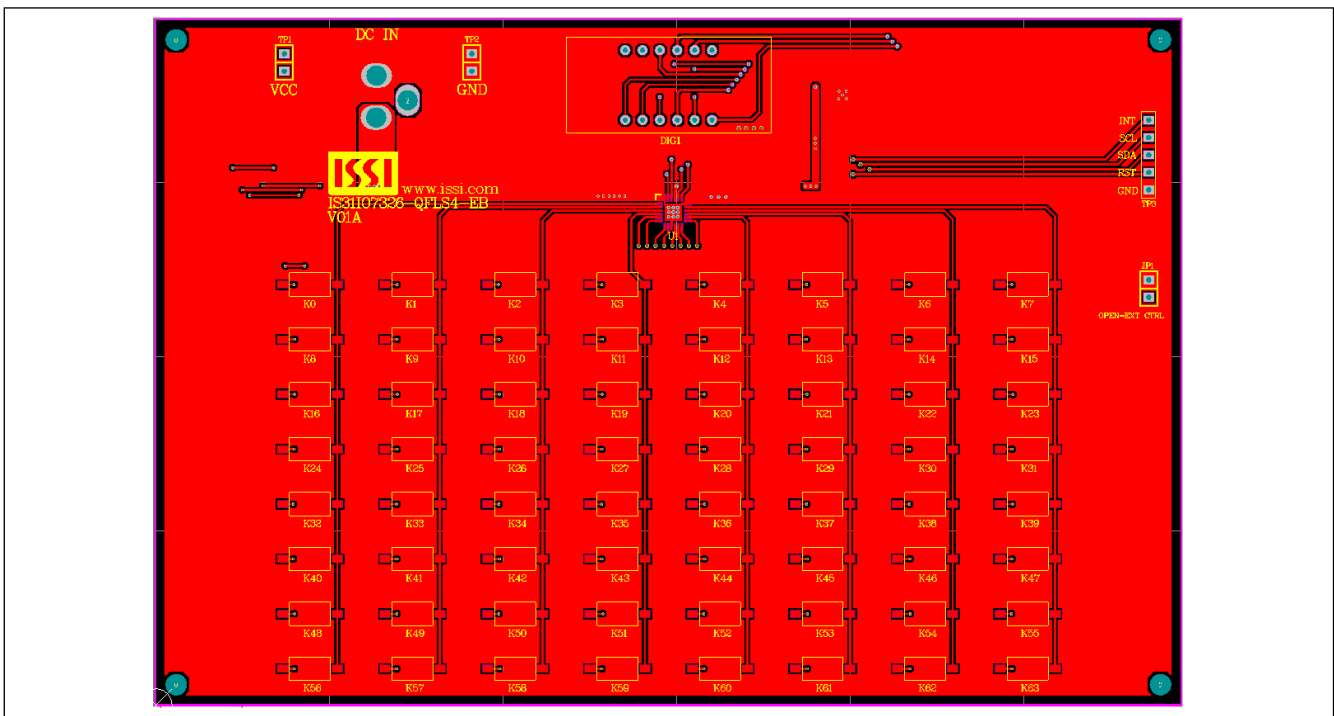 DC IN
TP1
TP2
VCC
GND
DIG1
INT
SCL
SDA
RST
GND
TP3
ISSI
www.issi.com
IS31IO7326-QFLS4-EB
V01A
U1
JP1
OPEN-EXT CTRL
K0 K1 K2 K3 K4 K5 K6 K7
K8 K9 K10 K11 K12 K13 K14 K15
K16 K17 K18 K19 K20 K21 K22 K23
K24 K25 K26 K27 K28 K29 K30 K31
K32 K33 K34 K35 K36 K37 K38 K39
K40 K41 K42 K43 K44 K45 K46 K47
K48 K49 K50 K51 K52 K53 K54 K55
K56 K57 K58 K59 K60 K61 K62 K63